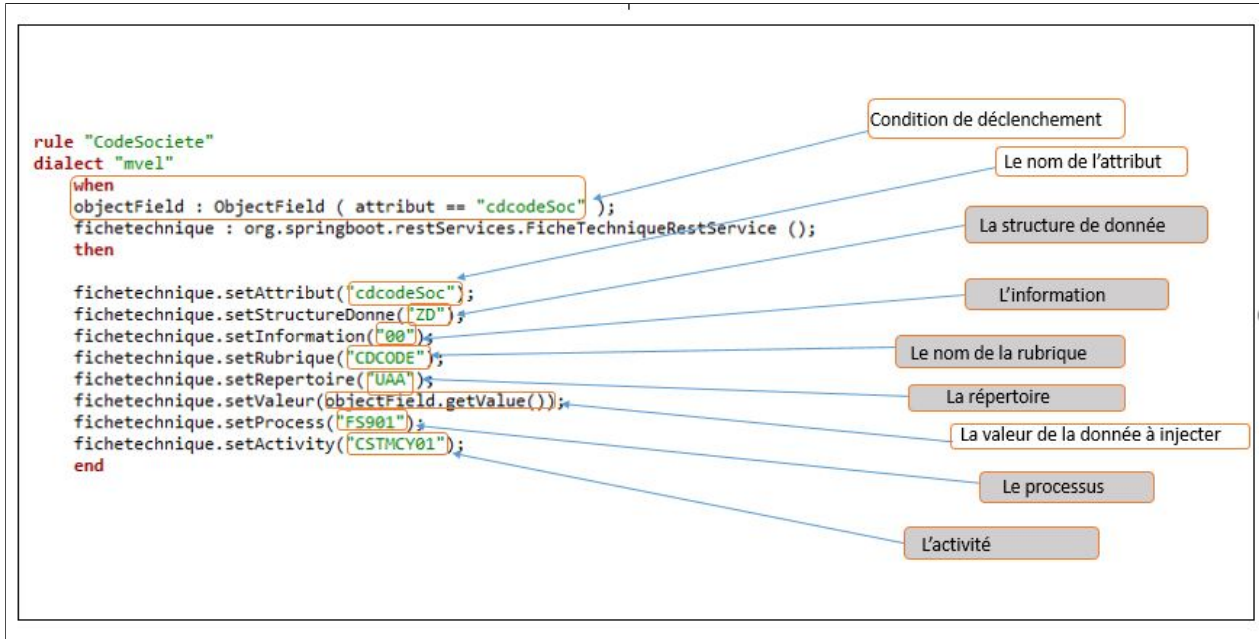 rule "CodeSociete"
dialect "mvel"
when
objectField : ObjectField ( attribut == "cdcodeSoc" );
fichetechnique : org.springboot.restServices.FicheTechniqueRestService ();
then
fichetechnique.setAttribut("cdcodeSoc");
fichetechnique.setStructureDonne("ZD");
fichetechnique.setInformation("00");
fichetechnique.setRubrique("CDCODE");
fichetechnique.setRepertoire("UAA");
fichetechnique.setValeur(objectField.getValue());
fichetechnique.setProcess("FS901");
fichetechnique.setActivity("CSTMCY01");
end
Condition de déclenchement
Le nom de l'attribut
La structure de donnée
L'information
Le nom de la rubrique
La répertoire
La valeur de la donnée à injecter
Le processus
L'activité